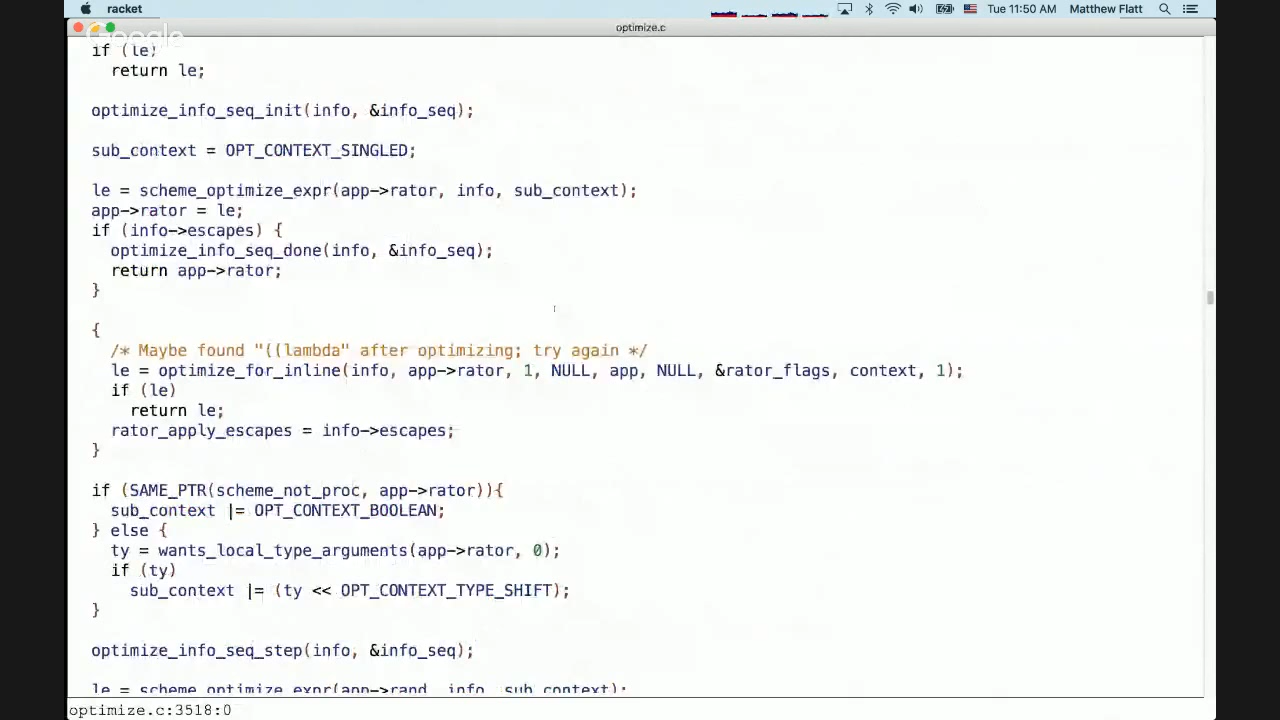 racket Tue 11:50 AM Matthew Flatt
optimize.c
Google
if (le)
return le;
optimize_info_seq_init(info, &info_seq);
sub_context = OPT_CONTEXT_SINGLED;
le = scheme_optimize_expr(app->rator, info, sub_context);
app->rator = le;
if (info->escapes) {
optimize_info_seq_done(info, &info_seq);
return app->rator;
}
{
/* Maybe found "((lambda" after optimizing; try again */
le = optimize_for_inline(info, app->rator, 1, NULL, app, NULL, &rator_flags, context, 1);
if (le)
return le;
rator_apply_escapes = info->escapes;
}
if (SAME_PTR(scheme_not_proc, app->rator)){
sub_context |= OPT_CONTEXT_BOOLEAN;
} else {
ty = wants_local_type_arguments(app->rator, 0);
if (ty)
sub_context |= (ty << OPT_CONTEXT_TYPE_SHIFT);
}
optimize_info_seq_step(info, &info_seq);
le = scheme_optimize_expr(app->rand, info, sub_context);
optimize.c:3518:0